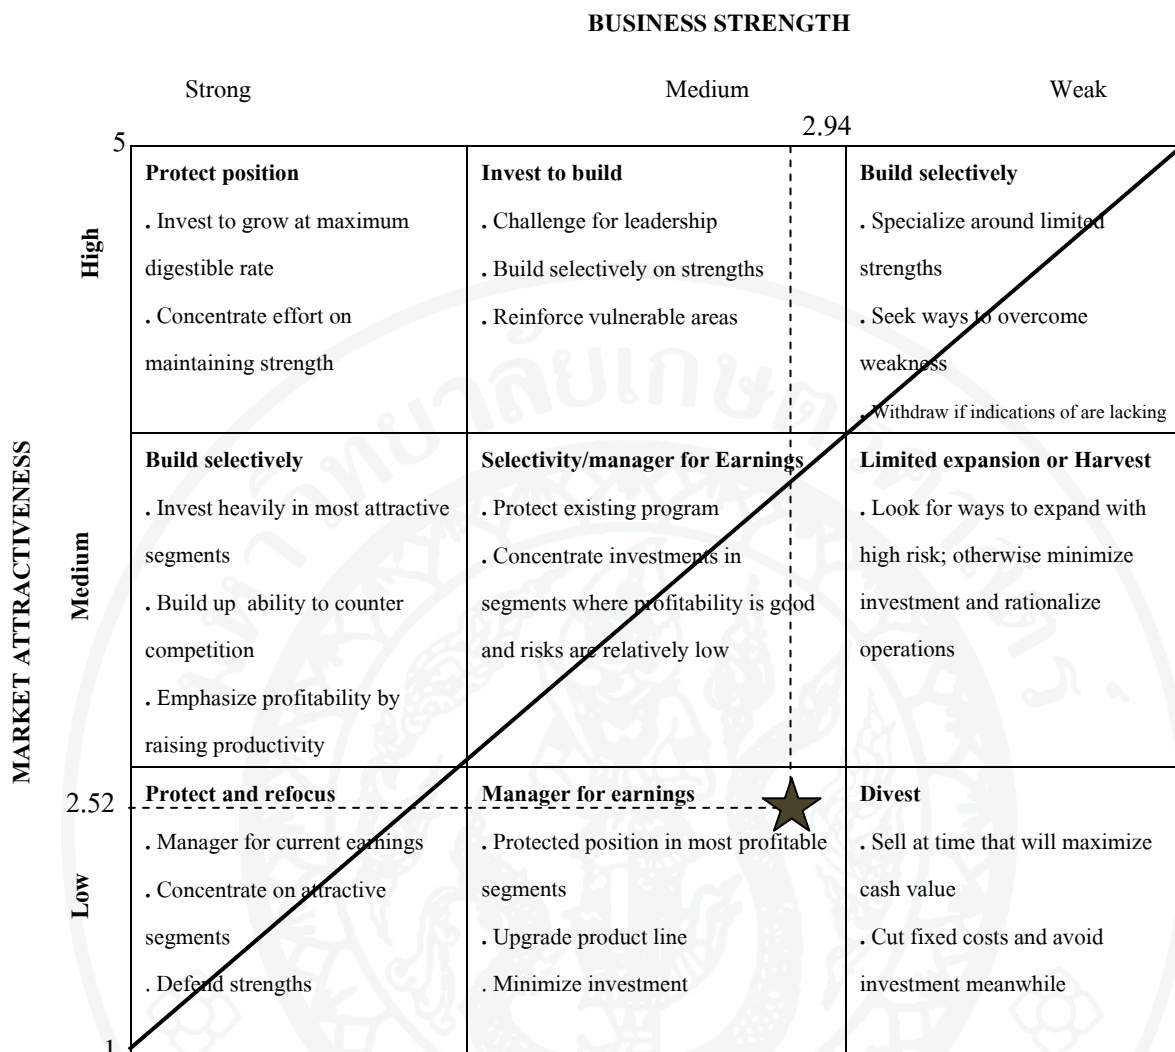 BUSINESS STRENGTH
Strong
Medium
Weak
2.94
5
MARKET ATTRACTIVENESS
High
Protect position
. Invest to grow at maximum
digestible rate
. Concentrate effort on
maintaining strength
Invest to build
. Challenge for leadership
. Build selectively on strengths
. Reinforce vulnerable areas
Build selectively
. Specialize around limited
strengths
. Seek ways to overcome
weakness
. Withdraw if indications of are lacking
Medium
Build selectively
. Invest heavily in most attractive
segments
. Build up ability to counter
competition
. Emphasize profitability by
raising productivity
Selectivity/manager for Earnings
. Protect existing program
. Concentrate investments in
segments where profitability is good
and risks are relatively low
Limited expansion or Harvest
. Look for ways to expand with
high risk; otherwise minimize
investment and rationalize
operations
2.52
Low
Protect and refocus
. Manager for current earnings
. Concentrate on attractive
segments
. Defend strengths
Manager for earnings
. Protected position in most profitable
segments
. Upgrade product line
. Minimize investment
Divest
. Sell at time that will maximize
cash value
. Cut fixed costs and avoid
investment meanwhile
1